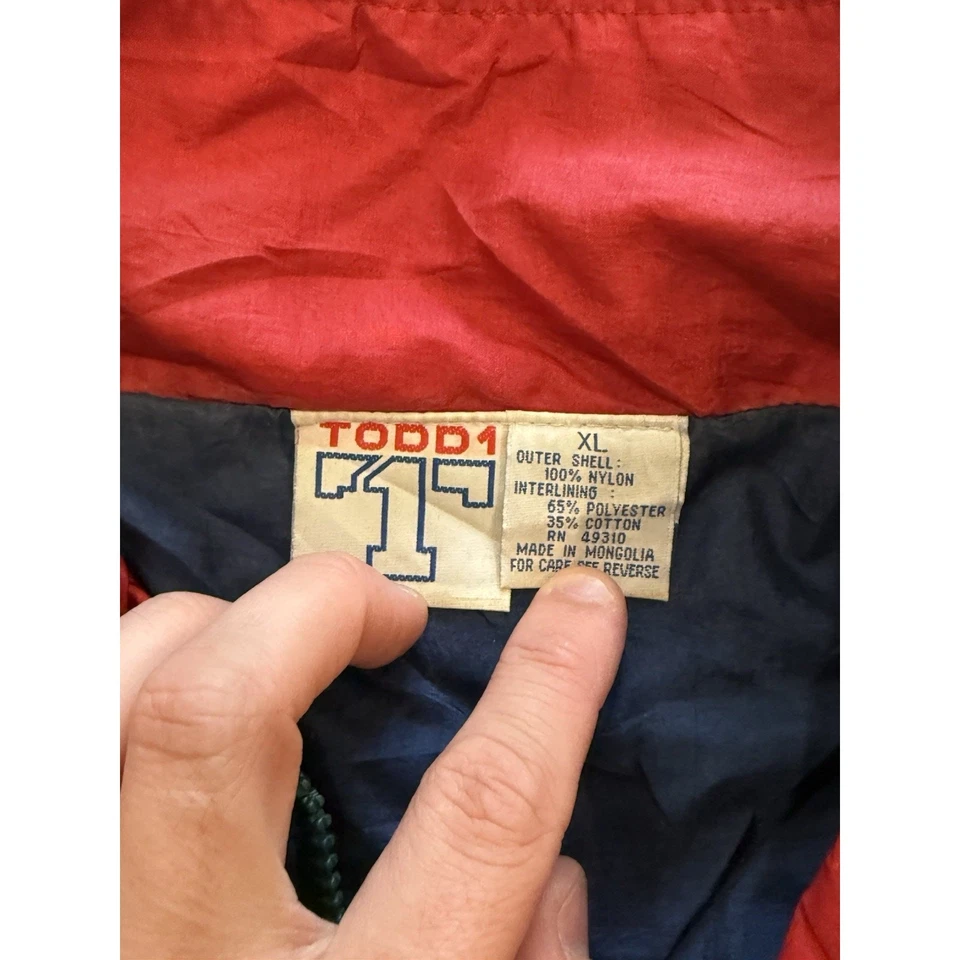 TODD1
T1
XL
OUTER SHELL:
100% NYLON
INTERLINING :
65% POLYESTER
35% COTTON
RN 49310
MADE IN MONGOLIA
FOR CARE SEE REVERSE